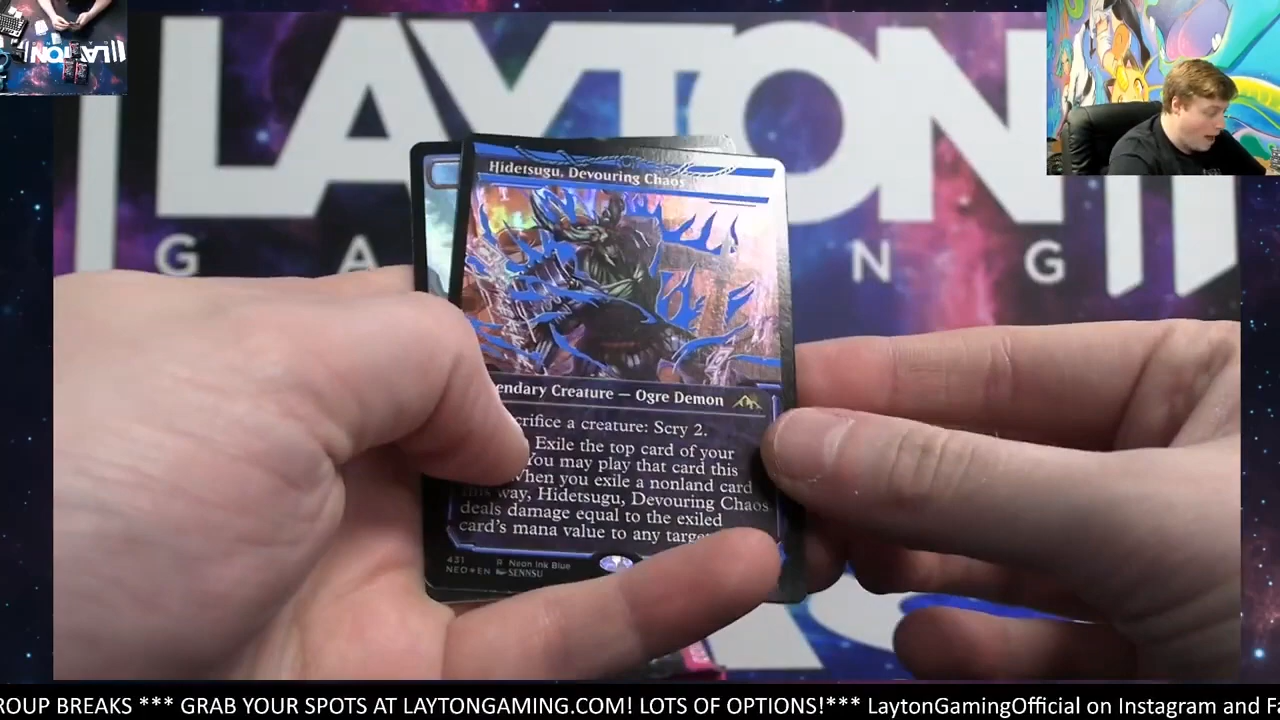 LAYTON
G A N G
Hidetsugu, Devouring Chaos
endary Creature — Ogre Demon
crifice a creature: Scry 2.
Exile the top card of your
You may play that card this
When you exile a nonland card
this way, Hidetsugu, Devouring Chaos
deals damage equal to the exiled
card's mana value to any targe
431 R Neon Ink Blue
NEO EN SENNSU
ROUP BREAKS *** GRAB YOUR SPOTS AT LAYTONGAMING.COM! LOTS OF OPTIONS!*** LaytonGamingOfficial on Instagram and Fa